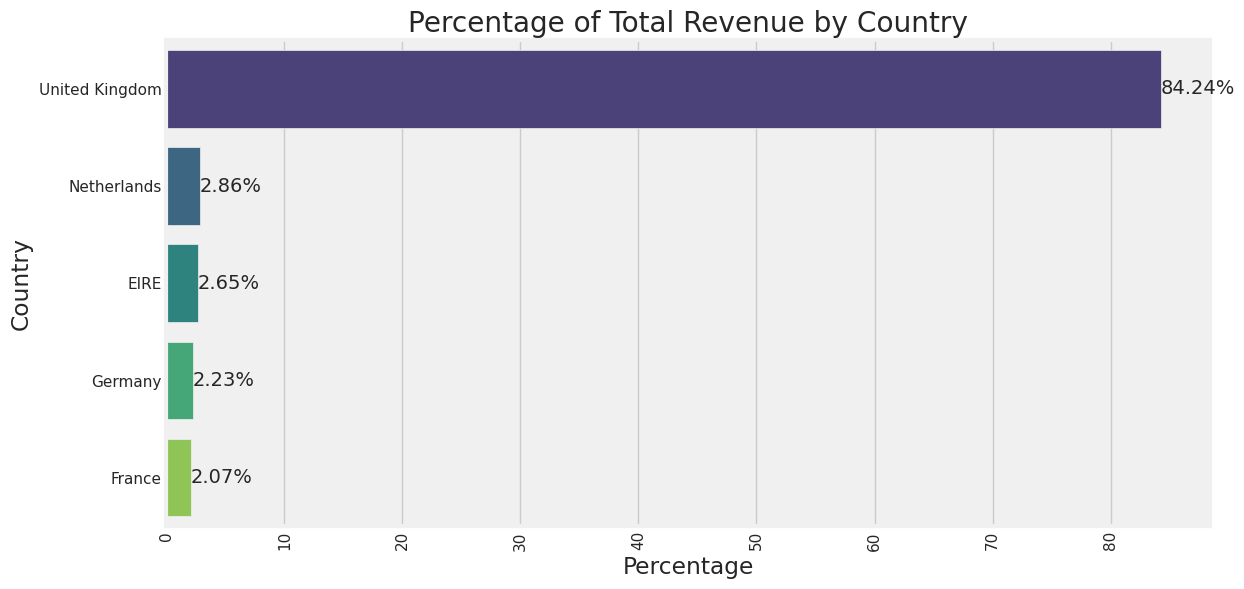 Percentage of Total Revenue by Country
United Kingdom
84.24%
Netherlands
2.86%
EIRE
2.65%
Germany
2.23%
France
2.07%
Country
0 10 20 30 40 50 60 70 80
Percentage